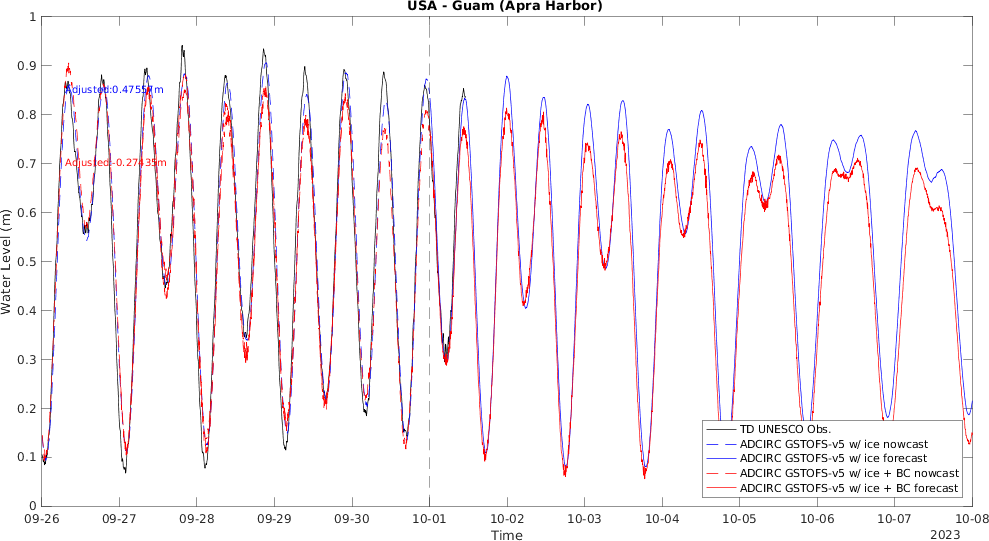 USA - Guam (Apra Harbor)
1
0.9
0.8
0.7
0.6
0.5
0.4
0.3
0.2
0.1
0
Water Level (m)
Adjusted:0.47557m
Adjusted:-0.27435m
TD UNESCO Obs.
ADCIRC GSTOFS-v5 w/ ice nowcast
ADCIRC GSTOFS-v5 w/ ice forecast
ADCIRC GSTOFS-v5 w/ ice + BC nowcast
ADCIRC GSTOFS-v5 w/ ice + BC forecast
09-26 09-27 09-28 09-29 09-30 10-01 10-02 10-03 10-04 10-05 10-06 10-07 10-08
Time
2023